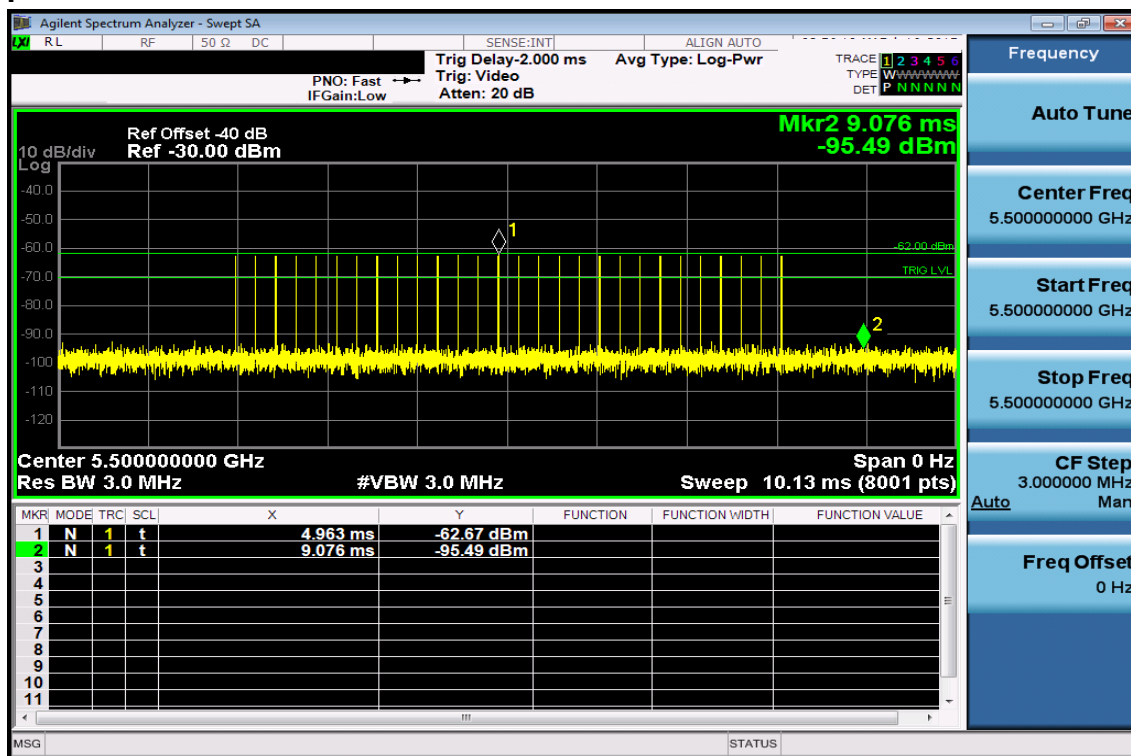 Agilent Spectrum Analyzer - Swept SA
LXI RL RF 50 Ω DC SENSE:INT ALIGN AUTO
Frequency
PNO: Fast
IFGain:Low
Trig Delay-2.000 ms
Trig: Video
Atten: 20 dB
Avg Type: Log-Pwr
TRACE 1 2 3 4 5 6
TYPE WWWWWW
DET P N N N N N
Auto Tune
Ref Offset -40 dB
10 dB/div Ref -30.00 dBm
Log
Mkr2 9.076 ms
-95.49 dBm
-40.0
-50.0
-60.0
-70.0
-80.0
-90.0
-100
-110
-120
1
-62.00 dBm
TRIG LVL
2
Center 5.500000000 GHz
Res BW 3.0 MHz
#VBW 3.0 MHz
Span 0 Hz
Sweep 10.13 ms (8001 pts)
Center Freq
5.500000000 GHz
Start Freq
5.500000000 GHz
Stop Freq
5.500000000 GHz
CF Step
3.000000 MHz
Auto Man
Freq Offset
0 Hz
MKR MODE TRC SCL X Y FUNCTION FUNCTION WIDTH FUNCTION VALUE
1 N 1 t 4.963 ms -62.67 dBm
2 N 1 t 9.076 ms -95.49 dBm
3
4
5
6
7
8
9
10
11
MSG STATUS